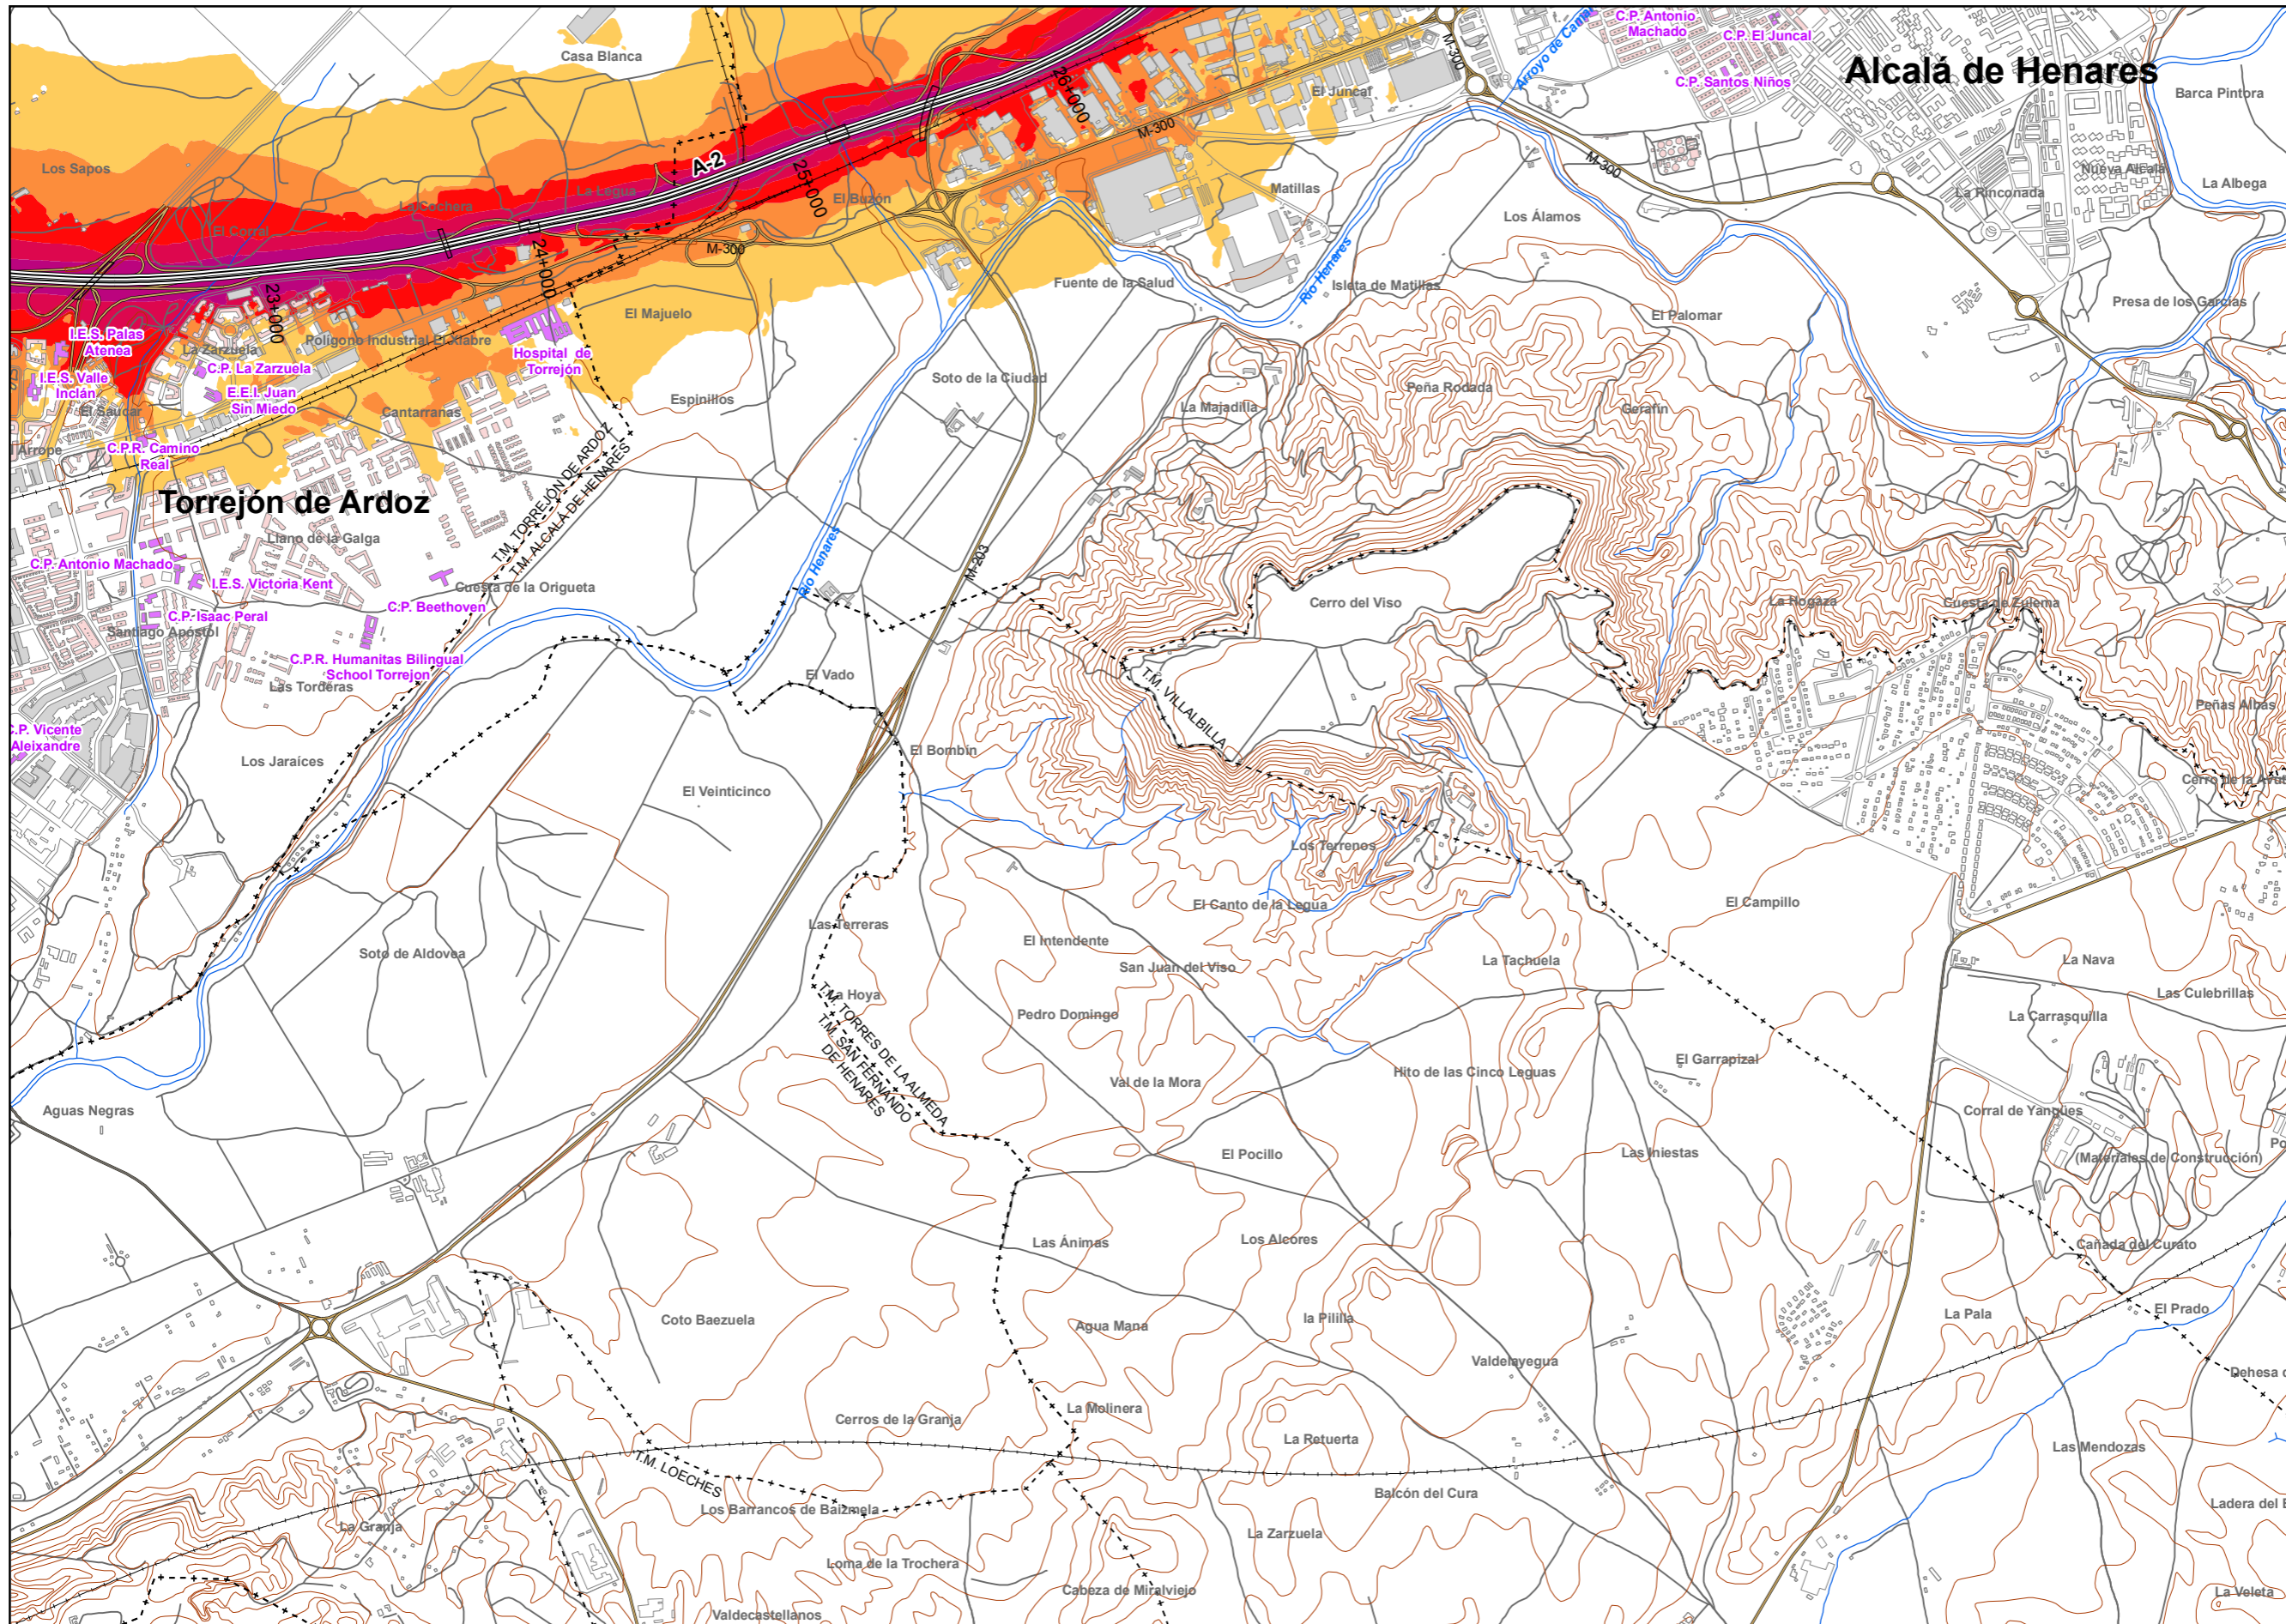 C.P. Antonio
Machado
C.P. El Juncal
Alcalá de Henares
C.P. Santos Niños
Casa Blanca
M-300
El Juncal
Barca Pintora
26+000
M-300
Los Sapos
A-2
25+000
La Legua
El Buzón
Matillas
M-300
Nueva Alcalá
La Rinconada
La Albega
La Cochera
El Corral
24+000
M-300
Los Álamos
23+000
Fuente de la Salud
Río Henares
Isleta de Matillas
Presa de los Garcías
El Majuelo
El Palomar
I.E.S. Palas
Atenea
La Zarzuela
Polígono Industrial El Xiabre
Hospital de
Torrejón
C.P. La Zarzuela
I.E.S. Valle
Inclán
E.E.I. Juan
Sin Miedo
El Saúcar
Cantarranas
Espinillos
Soto de la Ciudad
La Majadilla
Peña Rodada
Gerafín
C.P.R. Camino
Real
Torrejón de Ardoz
T.M. TORREJÓN DE ARDOZ
T.M. ALCALÁ DE HENARES
Llano de la Galga
Río Henares
M-203
C.P. Antonio Machado
I.E.S. Victoria Kent
Cuesta de la Origueta
C.P. Beethoven
C.P. Isaac Peral
Santiago Apóstol
Cerro del Viso
La Hogaza
Cuesta de Zulema
C.P.R. Humanitas Bilingual
School Torrejon
Las Torderas
El Vado
T.M. VILLALBILLA
Peñas Albas
C.P. Vicente
Aleixandre
Los Jaraíces
El Bombín
El Veinticinco
Los Terrenos
El Canto de la Legua
El Campillo
Las Terreras
El Intendente
Soto de Aldovea
San Juan del Viso
La Tachuela
La Nava
La Hoya
Las Culebrillas
Pedro Domingo
La Carrasquilla
T.M. TORRES DE LA ALMEDA
T.M. SAN FERNANDO
DE HENARES
El Garrapizal
Val de la Mora
Hito de las Cinco Leguas
Aguas Negras
Corral de Yangües
El Pocillo
Las Iniestas
(Materiales de Construcción)
Las Ánimas
Los Alcores
Cañada del Curato
Coto Baezuela
Agua Mana
la Pililla
La Pala
El Prado
Valdelayegua
Dehesa
La Molinera
Cerros de la Granja
La Retuerta
Las Mendozas
T.M. LOECHES
Los Barrancos de Baizmela
Balcón del Cura
Ladera del
La Granja
La Zarzuela
Loma de la Trochera
Cabeza de Miralviejo
La Veleta
Valdecastellanos